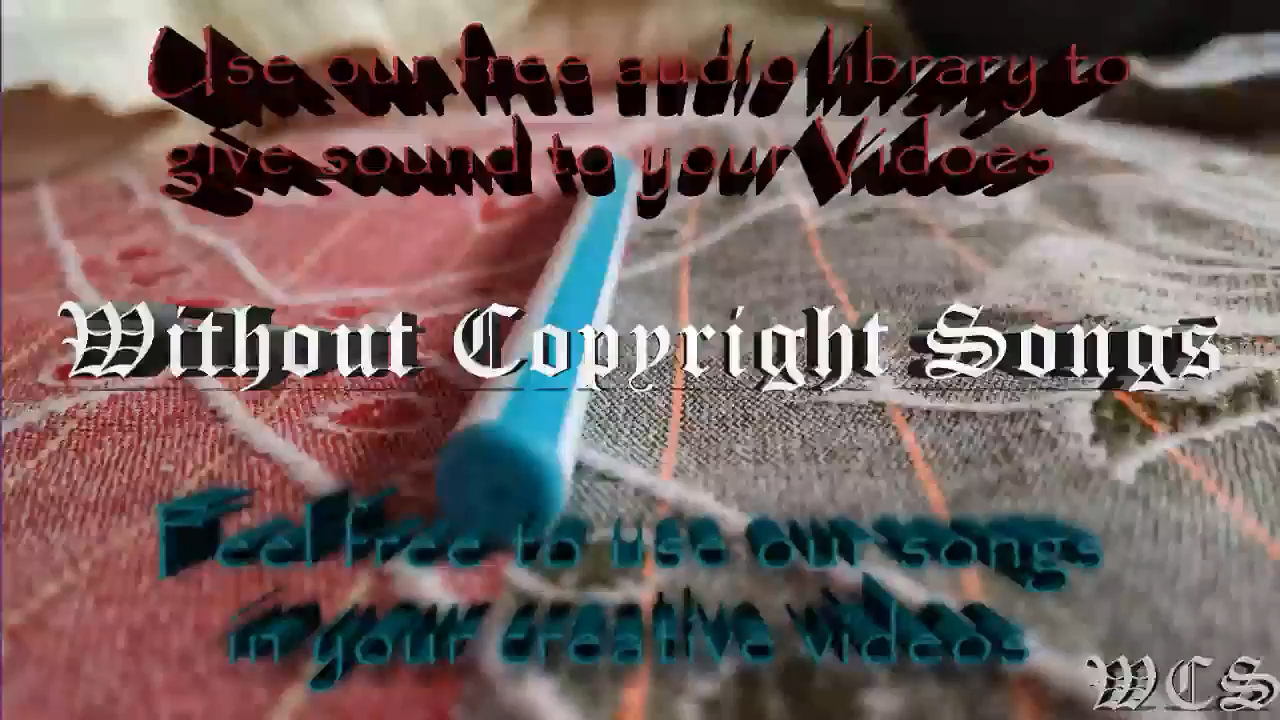 Use our free audio library to
give sound to your Vidoes
Without Copyright Songs
Feel free to use our songs
in your creative videos
WCS